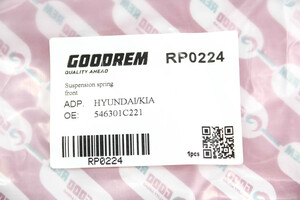 GOODREM
QUALITY AHEAD
RP0224
Suspension spring
front
ADP. HYUNDAI/KIA
OE: 546301C221
RP0224
1pcs